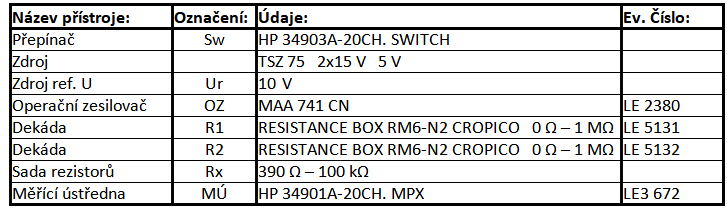 Název přístroje: Označení: Údaje: Ev. Číslo:
Přepínač Sw HP 34903A-20CH. SWITCH
Zdroj TSZ 75 2x15 V 5 V
Zdroj ref. U Ur 10 V
Operační zesilovač OZ MAA 741 CN LE 2380
Dekáda R1 RESISTANCE BOX RM6-N2 CROPICO 0 Ω – 1 MΩ LE 5131
Dekáda R2 RESISTANCE BOX RM6-N2 CROPICO 0 Ω – 1 MΩ LE 5132
Sada rezistorů Rx 390 Ω – 100 kΩ
Měřící ústředna MÚ HP 34901A-20CH. MPX LE3 672